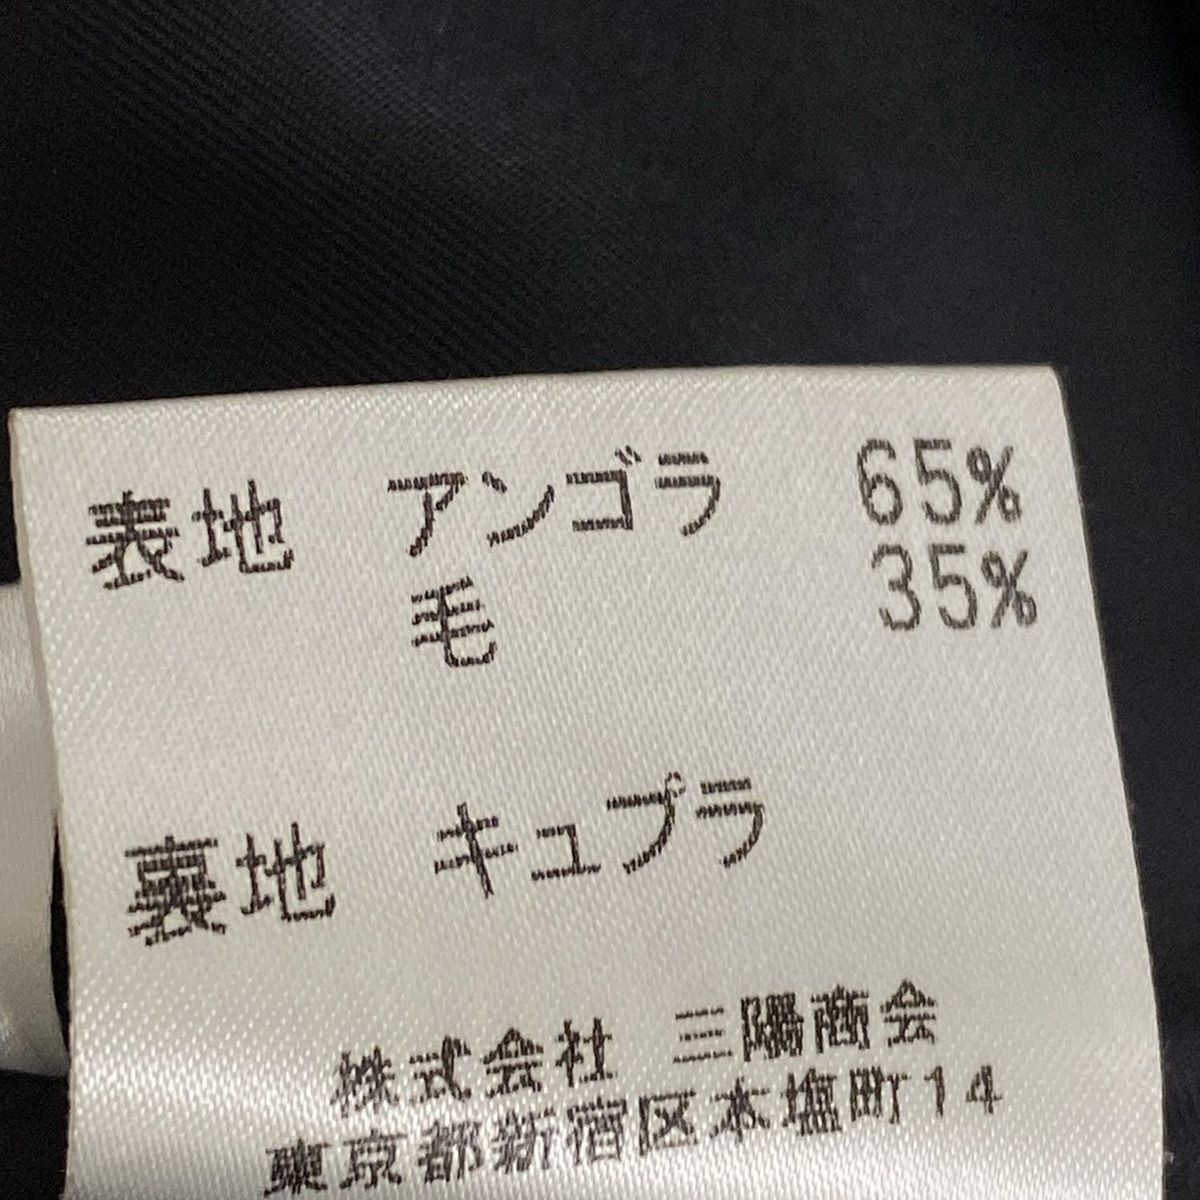 表地 アンゴラ 65%
毛 35%
裏地 キュプラ
株式会社 三陽商会
東京都新宿区本塩町14